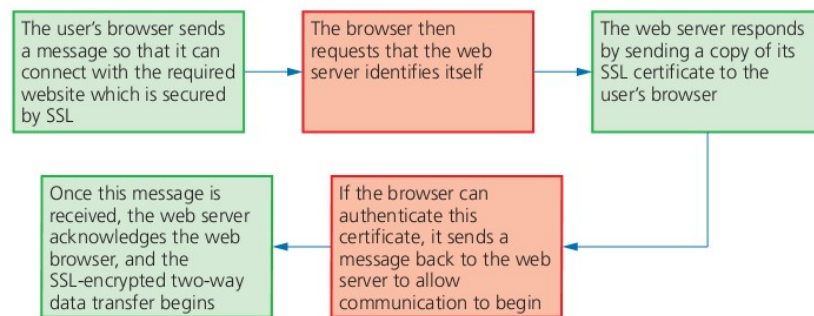 The user's browser sends
a message so that it can
connect with the required
website which is secured
by SSL
The browser then
requests that the web
server identifies itself
The web server responds
by sending a copy of its
SSL certificate to the
user's browser
If the browser can
authenticate this
certificate, it sends a
message back to the web
server to allow
communication to begin
Once this message is
received, the web server
acknowledges the web
browser, and the
SSL-encrypted two-way
data transfer begins